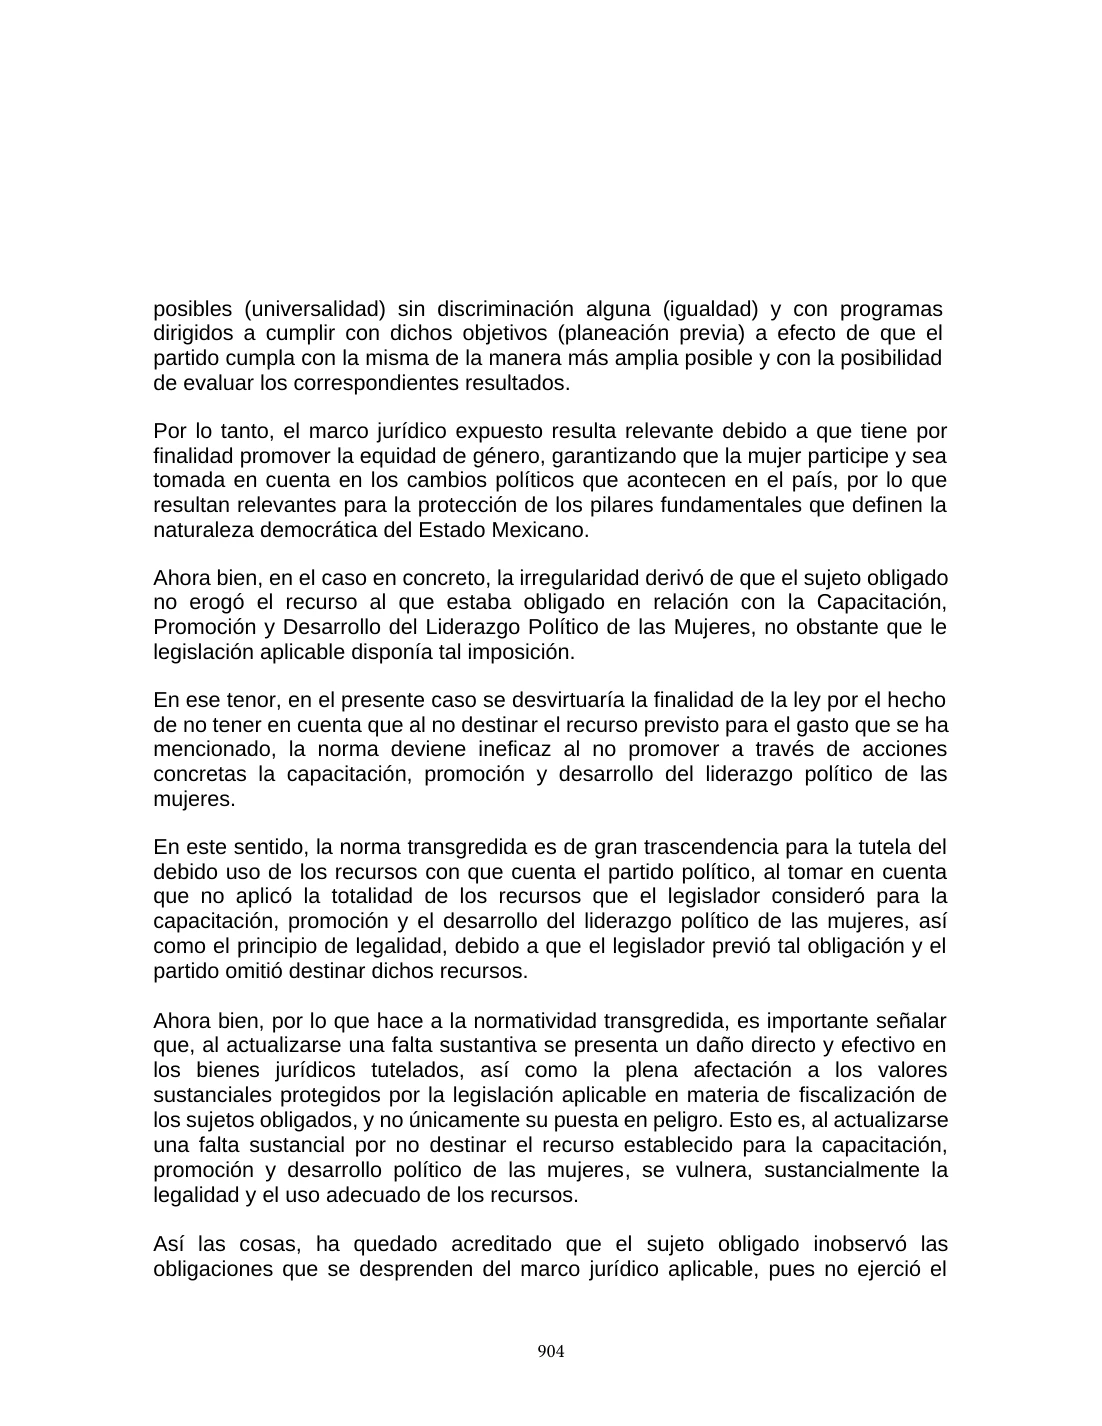 posibles (universalidad) sin discriminación alguna (igualdad) y con programas
dirigidos a cumplir con dichos objetivos (planeación previa) a efecto de que el
partido cumpla con la misma de la manera más amplia posible y con la posibilidad
de evaluar los correspondientes resultados.
Por lo tanto, el marco jurídico expuesto resulta relevante debido a que tiene por
finalidad promover la equidad de género, garantizando que la mujer participe y sea
tomada en cuenta en los cambios políticos que acontecen en el país, por lo que
resultan relevantes para la protección de los pilares fundamentales que definen la
naturaleza democrática del Estado Mexicano.
Ahora bien, en el caso en concreto, la irregularidad derivó de que el sujeto obligado
no erogó el recurso al que estaba obligado en relación con la Capacitación,
Promoción y Desarrollo del Liderazgo Político de las Mujeres, no obstante que le
legislación aplicable disponía tal imposición.
En ese tenor, en el presente caso se desvirtuaría la finalidad de la ley por el hecho
de no tener en cuenta que al no destinar el recurso previsto para el gasto que se ha
mencionado, la norma deviene ineficaz al no promover a través de acciones
concretas la capacitación, promoción y desarrollo del liderazgo político de las
mujeres.
En este sentido, la norma transgredida es de gran trascendencia para la tutela del
debido uso de los recursos con que cuenta el partido político, al tomar en cuenta
que no aplicó la totalidad de los recursos que el legislador consideró para la
capacitación, promoción y el desarrollo del liderazgo político de las mujeres, así
como el principio de legalidad, debido a que el legislador previó tal obligación y el
partido omitió destinar dichos recursos.
Ahora bien, por lo que hace a la normatividad transgredida, es importante señalar
que, al actualizarse una falta sustantiva se presenta un daño directo y efectivo en
los bienes jurídicos tutelados, así como la plena afectación a los valores
sustanciales protegidos por la legislación aplicable en materia de fiscalización de
los sujetos obligados, y no únicamente su puesta en peligro. Esto es, al actualizarse
una falta sustancial por no destinar el recurso establecido para la capacitación,
promoción y desarrollo político de las mujeres, se vulnera, sustancialmente la
legalidad y el uso adecuado de los recursos.
Así las cosas, ha quedado acreditado que el sujeto obligado inobservó las
obligaciones que se desprenden del marco jurídico aplicable, pues no ejerció el
904